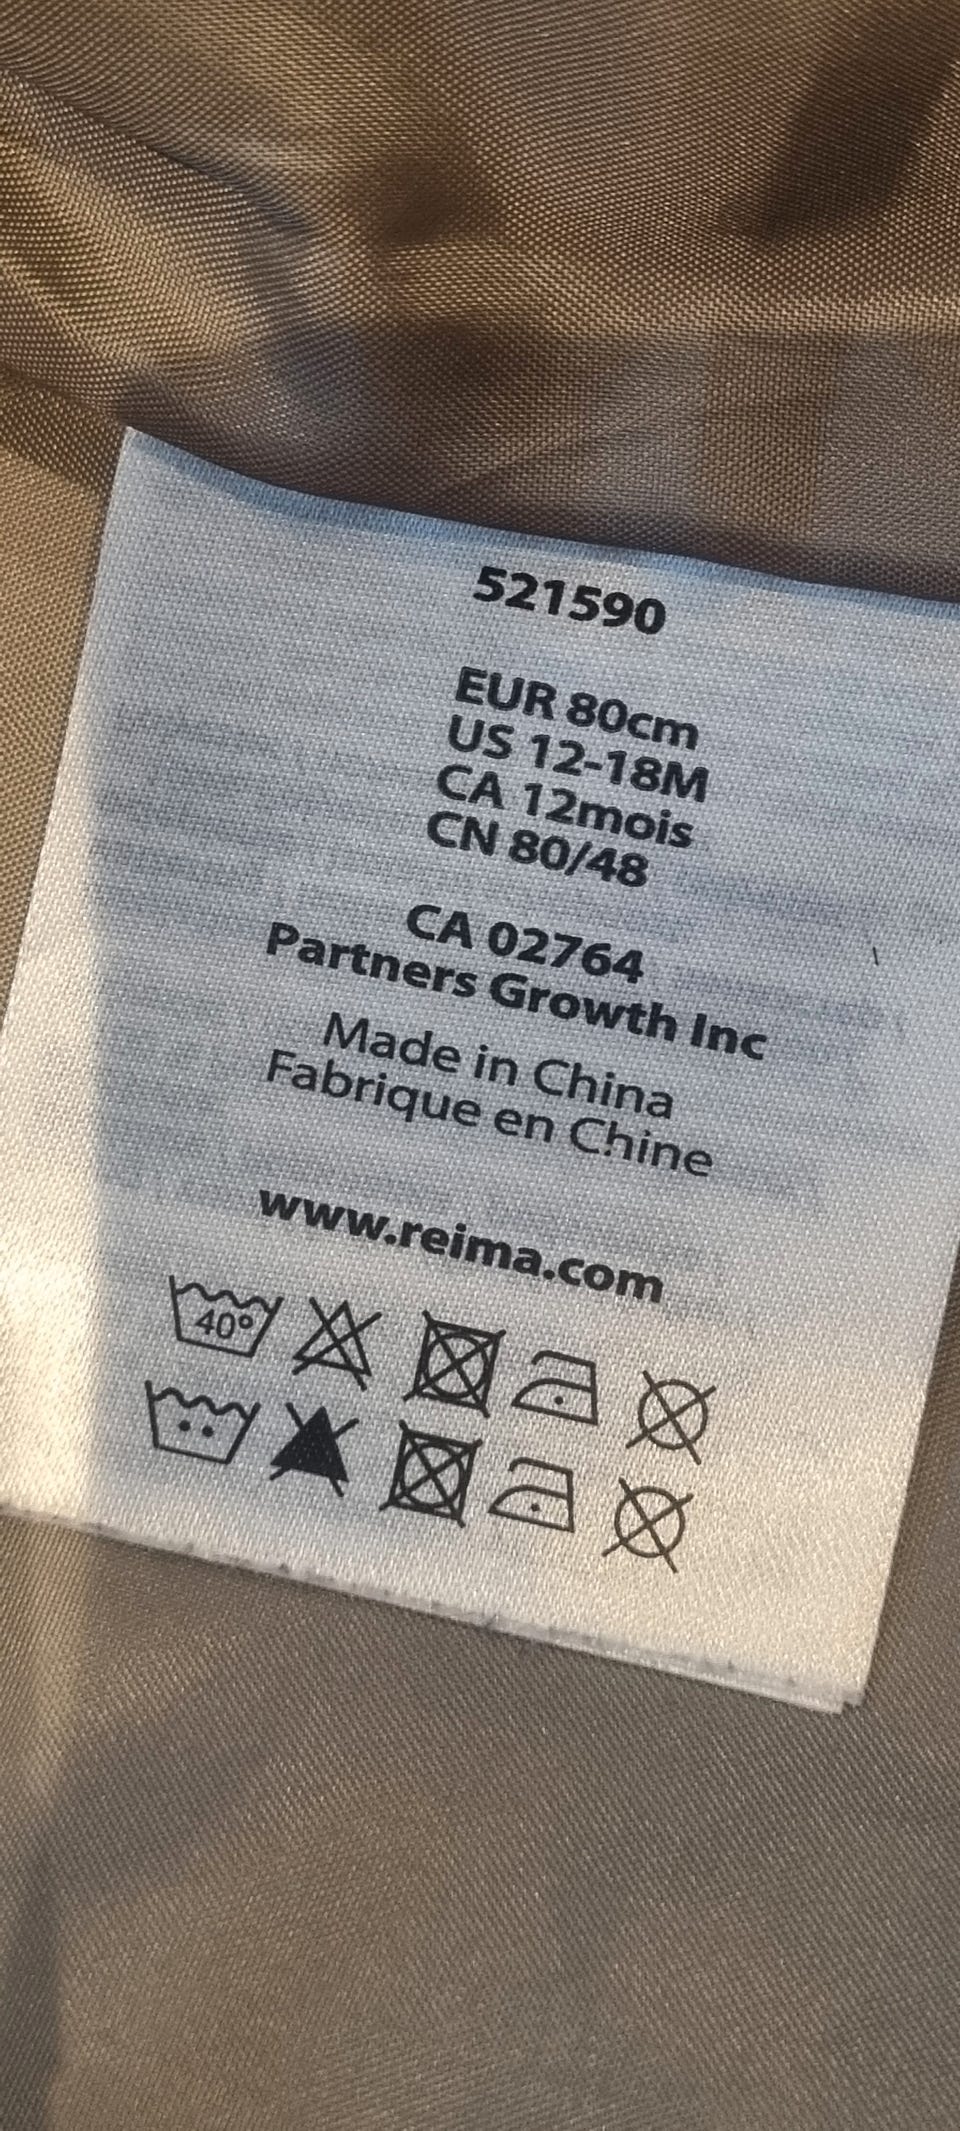 521590
EUR 80cm
US 12-18M
CA 12mois
CN 80/48
CA 02764
Partners Growth Inc
Made in China
Fabrique en Chine
www.reima.com
40°